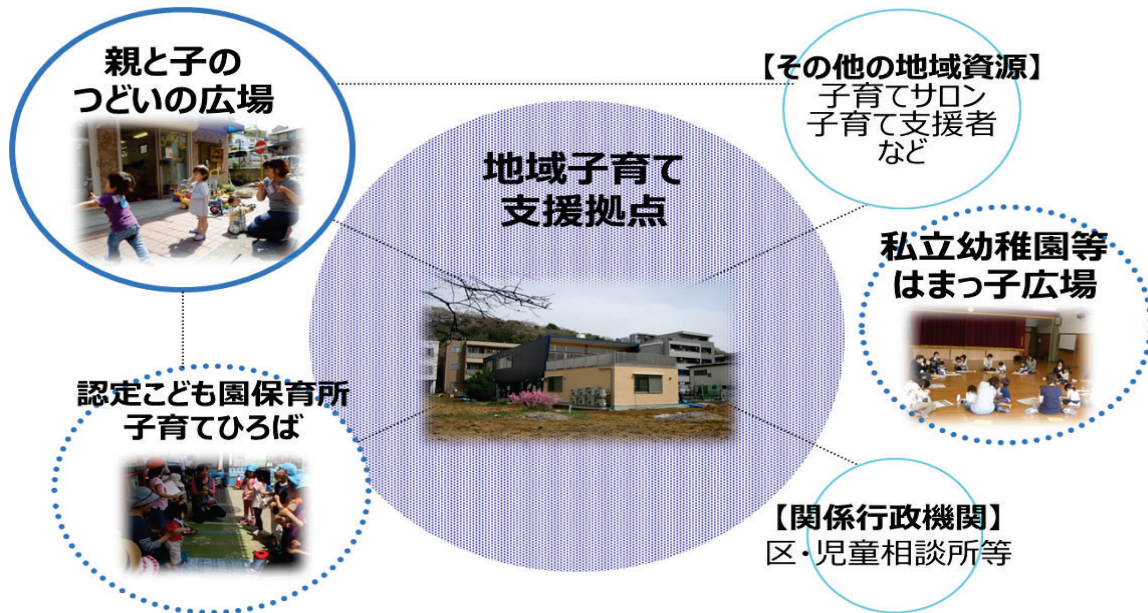 親と子の
つどいの広場
【その他の地域資源】
子育てサロン
子育て支援者
など
地域子育て
支援拠点
私立幼稚園等
はまっ子広場
認定こども園保育所
子育てひろば
【関係行政機関】
区・児童相談所等